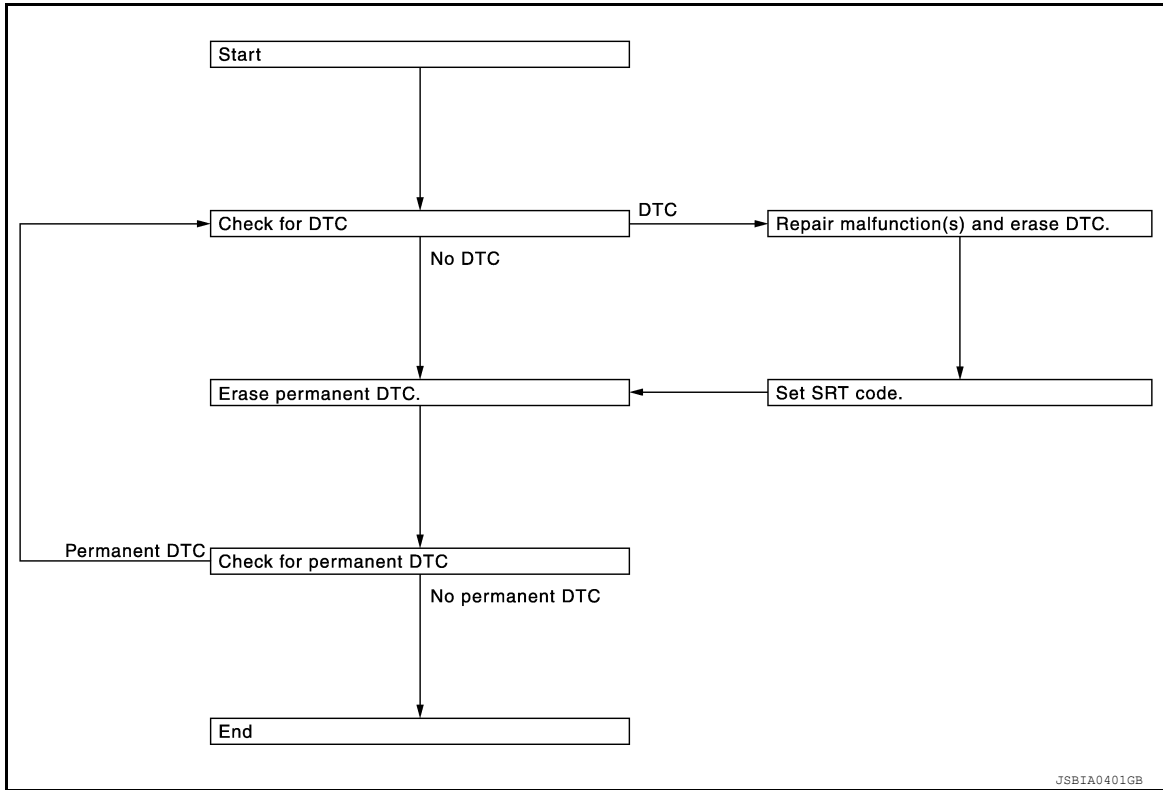 Start
Check for DTC
DTC
Repair malfunction(s) and erase DTC.
No DTC
Erase permanent DTC.
Set SRT code.
Permanent DTC
Check for permanent DTC
No permanent DTC
End
JSBIA0401GB